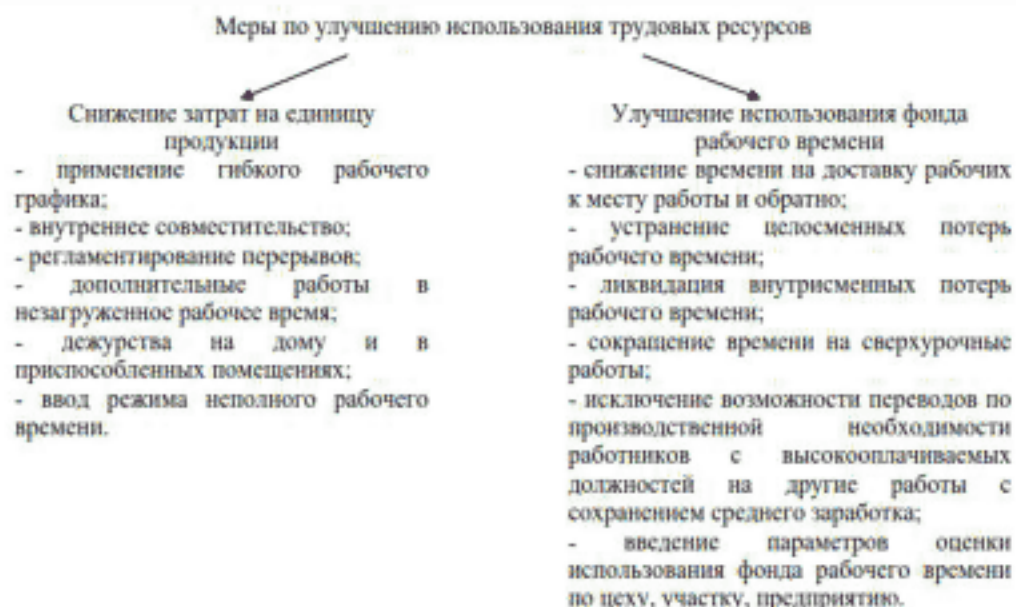 Меры по улучшению использования трудовых ресурсов
Снижение затрат на единицу
продукции
- применение гибкого рабочего
графика;
- внутреннее совместительство;
- регламентирование перерывов;
- дополнительные работы в
незагруженное рабочее время;
- дежурства на дому и в
приспособленных помещениях;
- ввод режима неполного рабочего
времени.
Улучшение использования фонда
рабочего времени
- снижение времени на доставку рабочих
к месту работы и обратно;
- устранение целосменных потерь
рабочего времени;
- ликвидация внутрисменных потерь
рабочего времени;
- сокращение времени на сверхурочные
работы;
- исключение возможности переводов по
производственной необходимости
работников с высокооплачиваемых
должностей на другие работы с
сохранением среднего заработка;
- введение параметров оценки
использования фонда рабочего времени
по цеху, участку, предприятию.